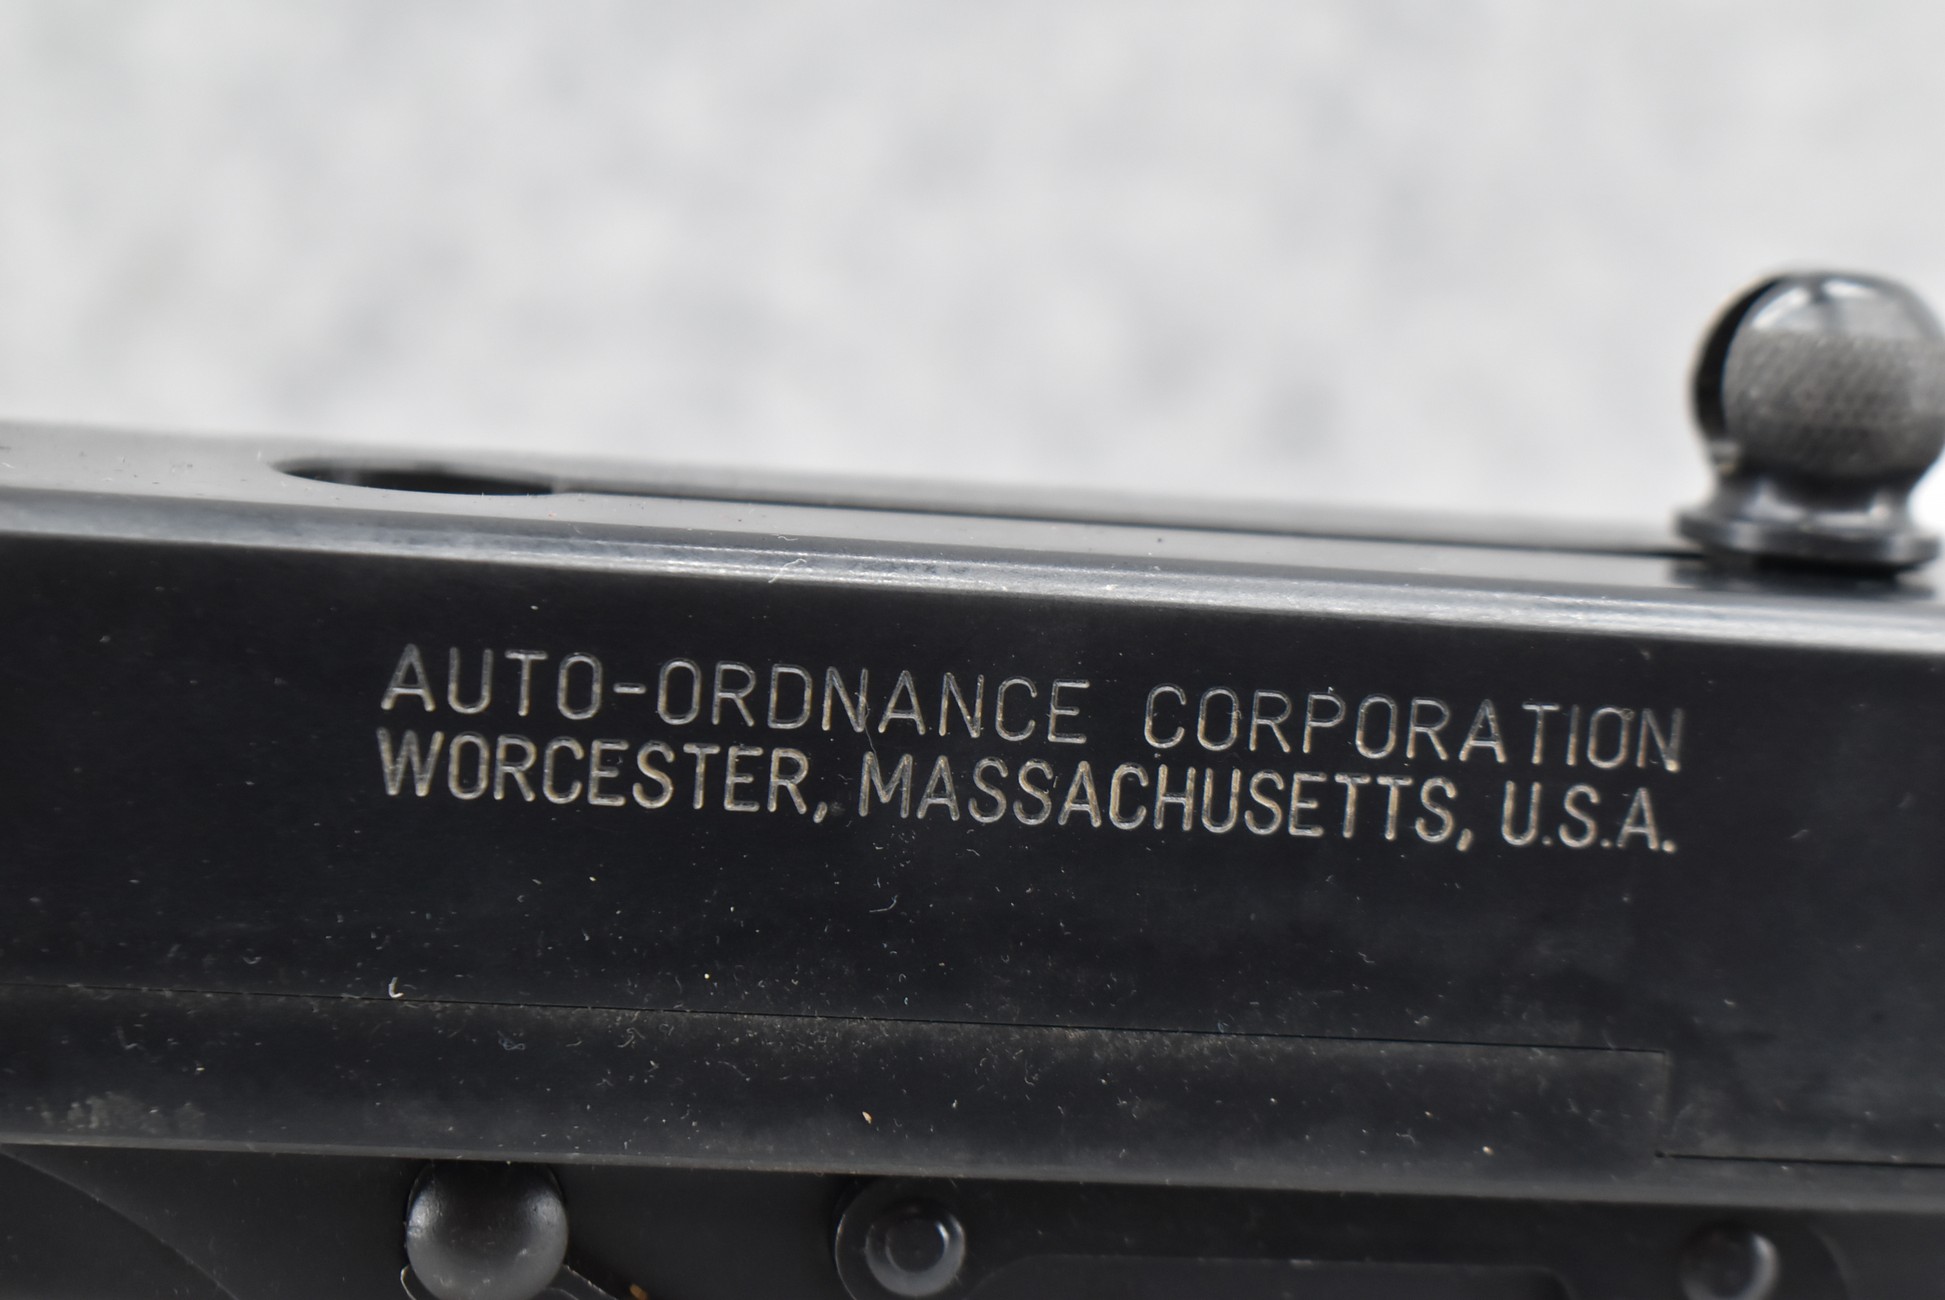 AUTO-ORDNANCE CORPORATION
WORCESTER, MASSACHUSETTS, U.S.A.